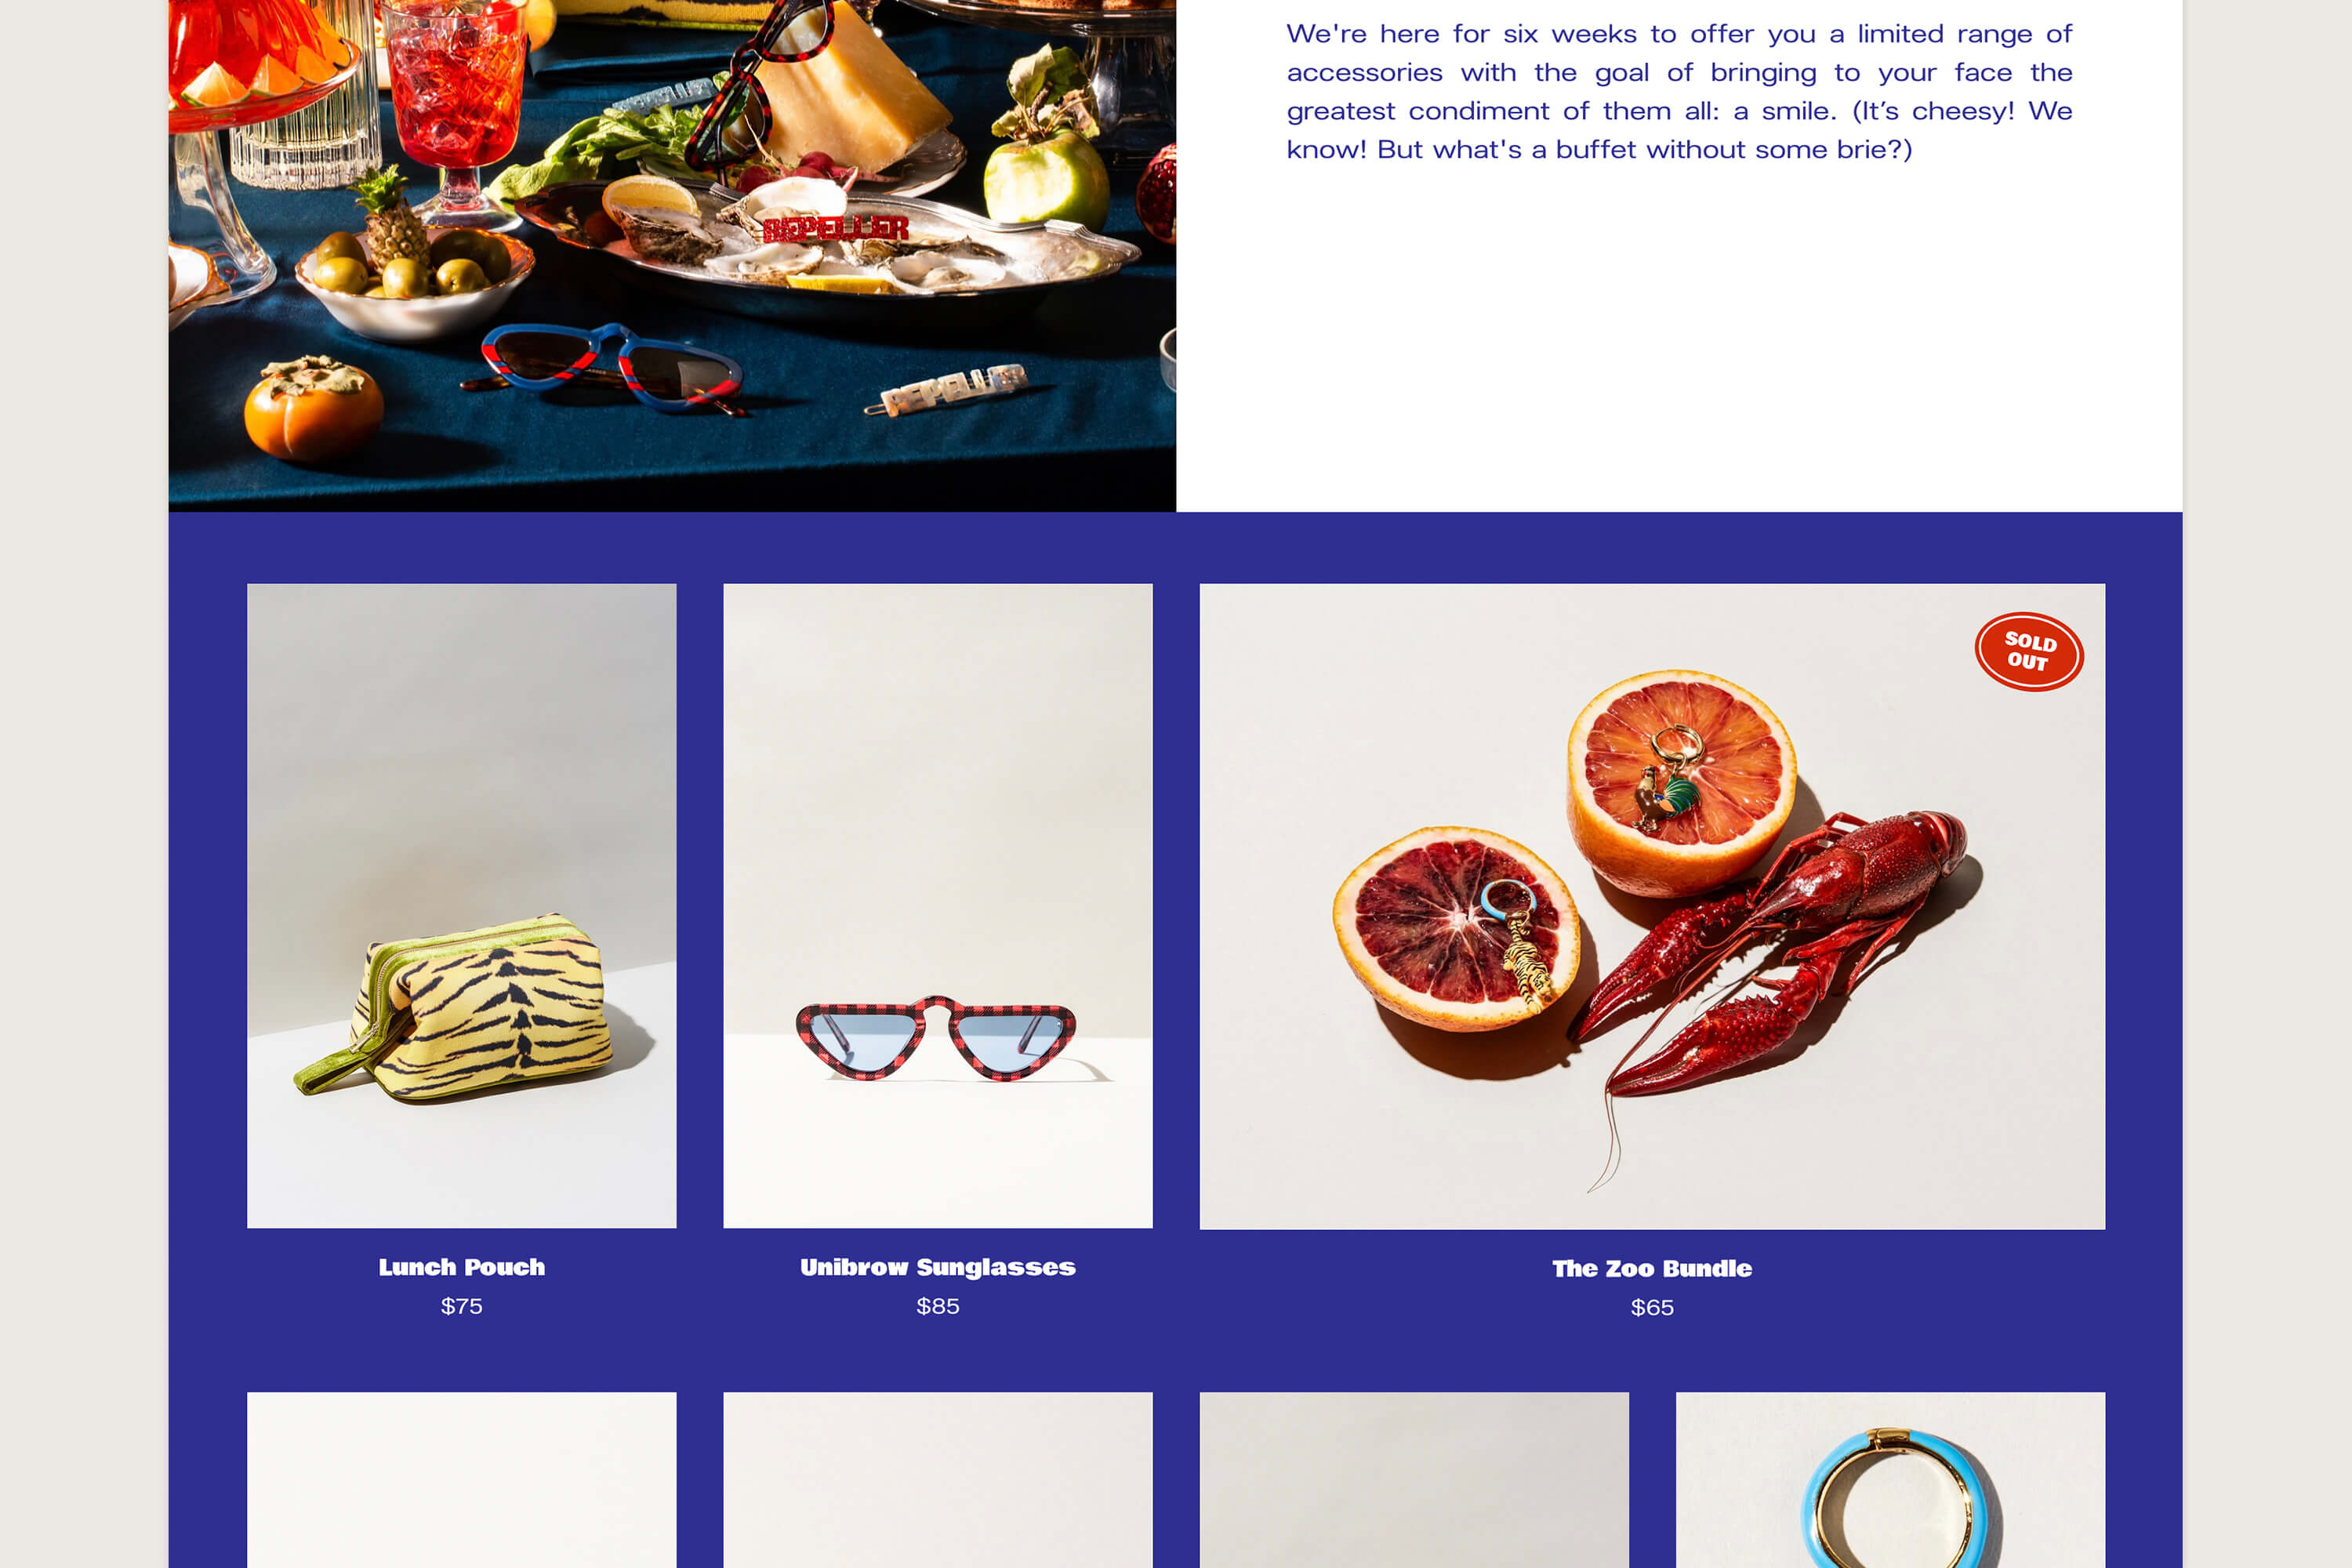 We're here for six weeks to offer you a limited range of
accessories with the goal of bringing to your face the
greatest condiment of them all: a smile. (It’s cheesy! We
know! But what's a buffet without some brie?)
REPELLER
SOLD
OUT
Lunch Pouch
$75
Unibrow Sunglasses
$85
The Zoo Bundle
$65